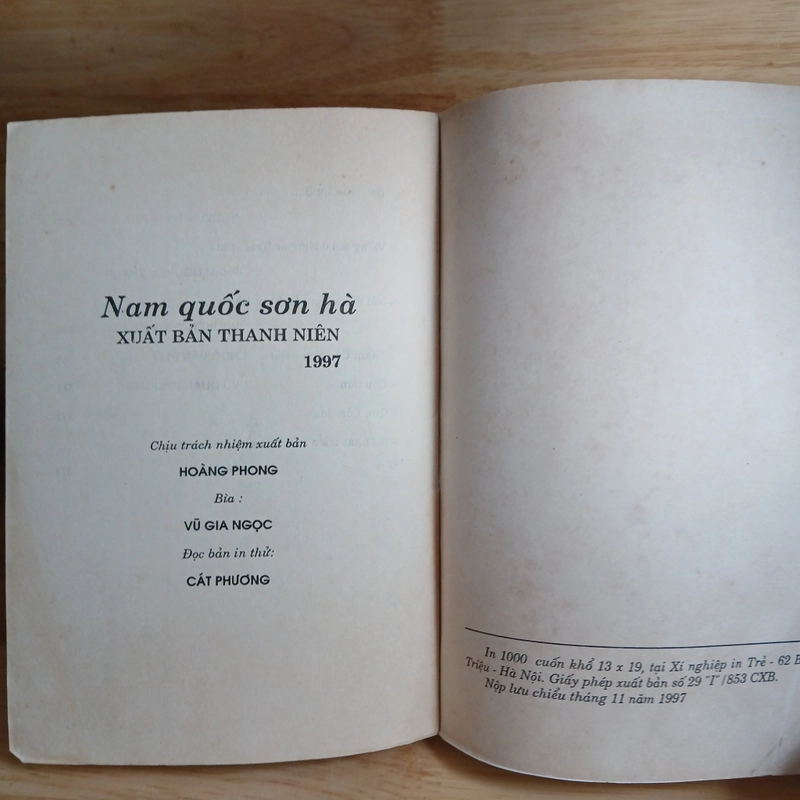 Nam quốc sơn hà
XUẤT BẢN THANH NIÊN
1997
Chịu trách nhiệm xuất bản
HOÀNG PHONG
Bìa :
VŨ GIA NGỌC
Đọc bản in thử:
CÁT PHƯƠNG
In 1000 cuốn khổ 13 x 19, tại Xí nghiệp in Trẻ - 62 B
Triệu - Hà Nội. Giấy phép xuất bản số 29 "I"/853 CXB.
Nộp lưu chiểu tháng 11 năm 1997